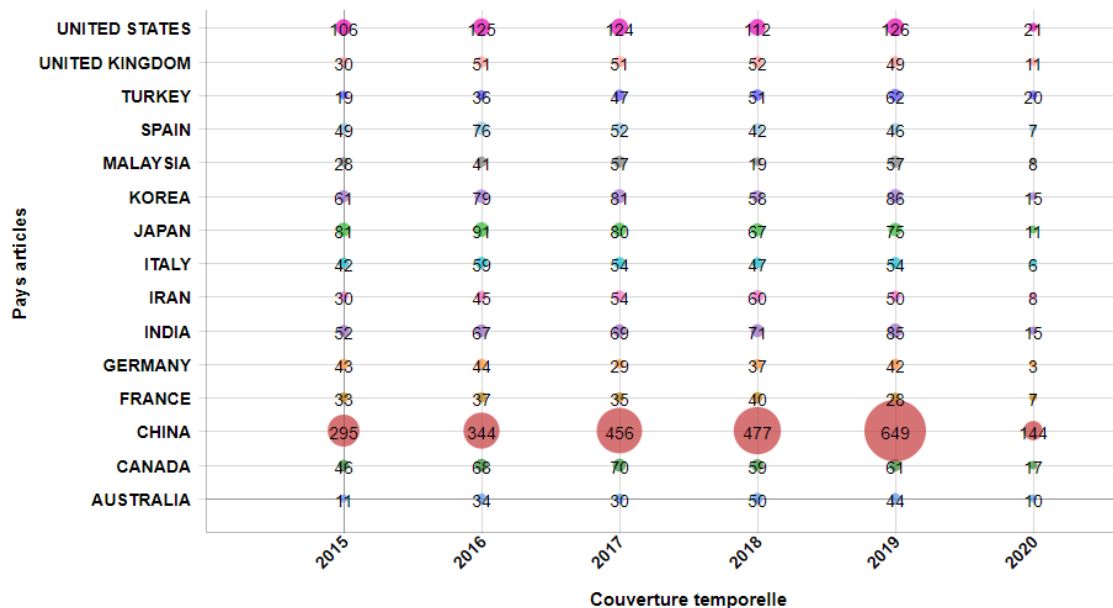 UNITED STATES 106 125 124 112 126 21
UNITED KINGDOM 30 51 51 52 49 11
TURKEY 19 36 47 51 62 20
SPAIN 49 76 52 42 46 7
MALAYSIA 28 41 57 19 57 8
KOREA 61 79 81 58 86 15
JAPAN 81 91 80 67 75 11
ITALY 42 59 54 47 54 6
IRAN 30 45 54 60 50 8
INDIA 52 67 69 71 85 15
GERMANY 43 44 29 37 42 3
FRANCE 33 37 35 40 28 7
CHINA 295 344 456 477 649 144
CANADA 46 68 70 59 61 17
AUSTRALIA 11 34 30 50 44 10
Pays articles
2015 2016 2017 2018 2019 2020
Couverture temporelle